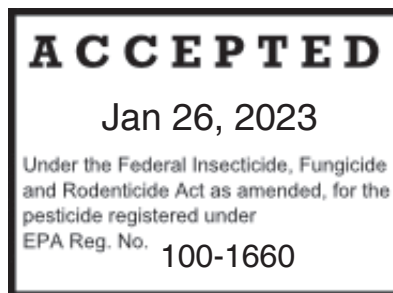 ACCEPTED
Jan 26, 2023
Under the Federal Insecticide, Fungicide
and Rodenticide Act as amended, for the
pesticide registered under
EPA Reg. No. 100-1660